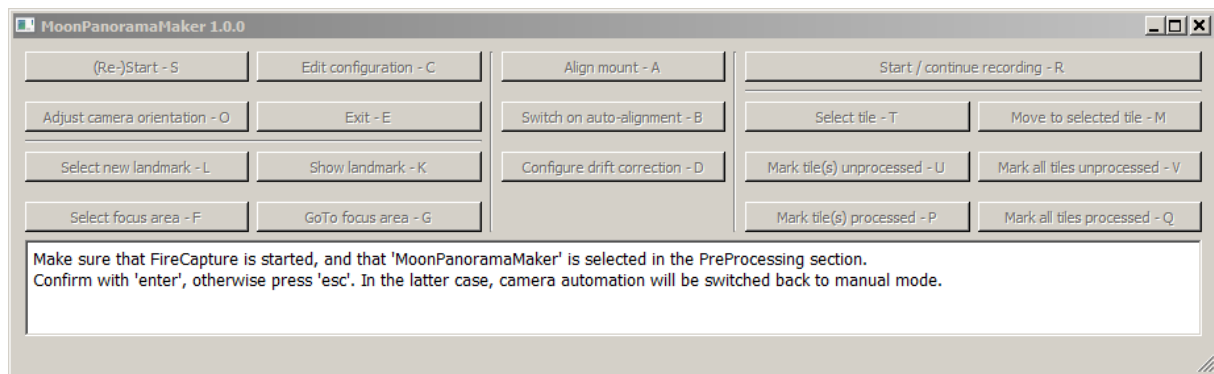 MoonPanoramaMaker 1.0.0
(Re-)Start - S
Edit configuration - C
Align mount - A
Start / continue recording - R
Adjust camera orientation - O
Exit - E
Switch on auto-alignment - B
Select tile - T
Move to selected tile - M
Select new landmark - L
Show landmark - K
Configure drift correction - D
Mark tile(s) unprocessed - U
Mark all tiles unprocessed - V
Select focus area - F
GoTo focus area - G
Mark tile(s) processed - P
Mark all tiles processed - Q
Make sure that FireCapture is started, and that 'MoonPanoramaMaker' is selected in the PreProcessing section.
Confirm with 'enter', otherwise press 'esc'. In the latter case, camera automation will be switched back to manual mode.